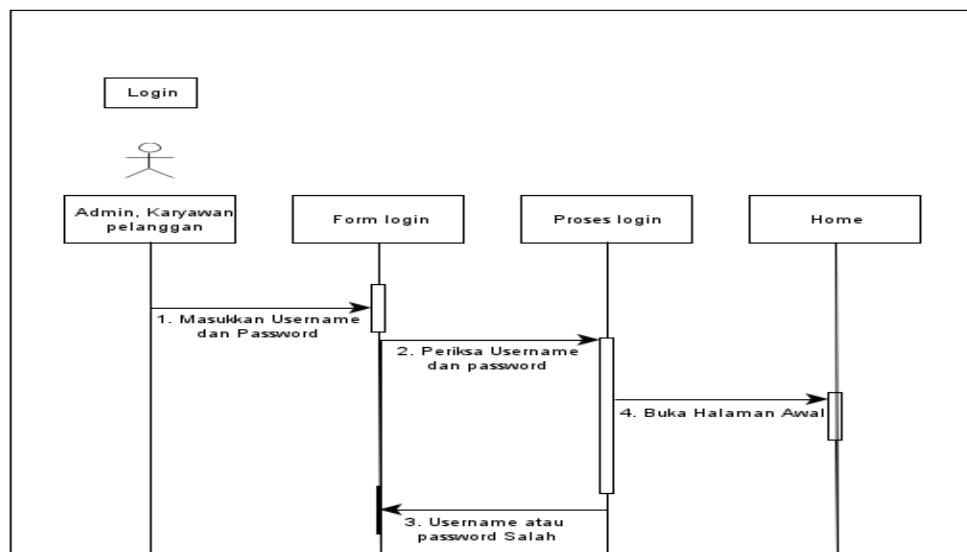 Login
Admin, Karyawan
pelanggan
Form login
Proses login
Home
1. Masukkan Username
dan Password
2. Periksa Username
dan password
4. Buka Halaman Awal
3. Username atau
password Salah